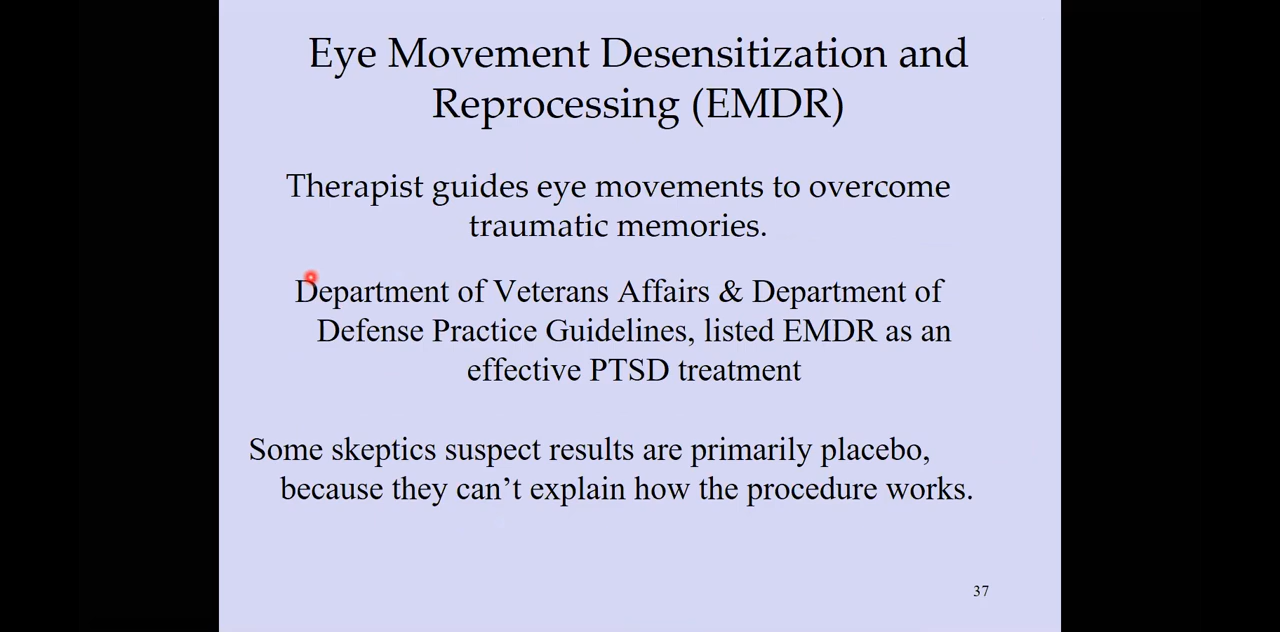 Eye Movement Desensitization and
Reprocessing (EMDR)
Therapist guides eye movements to overcome
traumatic memories.
Department of Veterans Affairs & Department of
Defense Practice Guidelines, listed EMDR as an
effective PTSD treatment
Some skeptics suspect results are primarily placebo,
because they can’t explain how the procedure works.
37